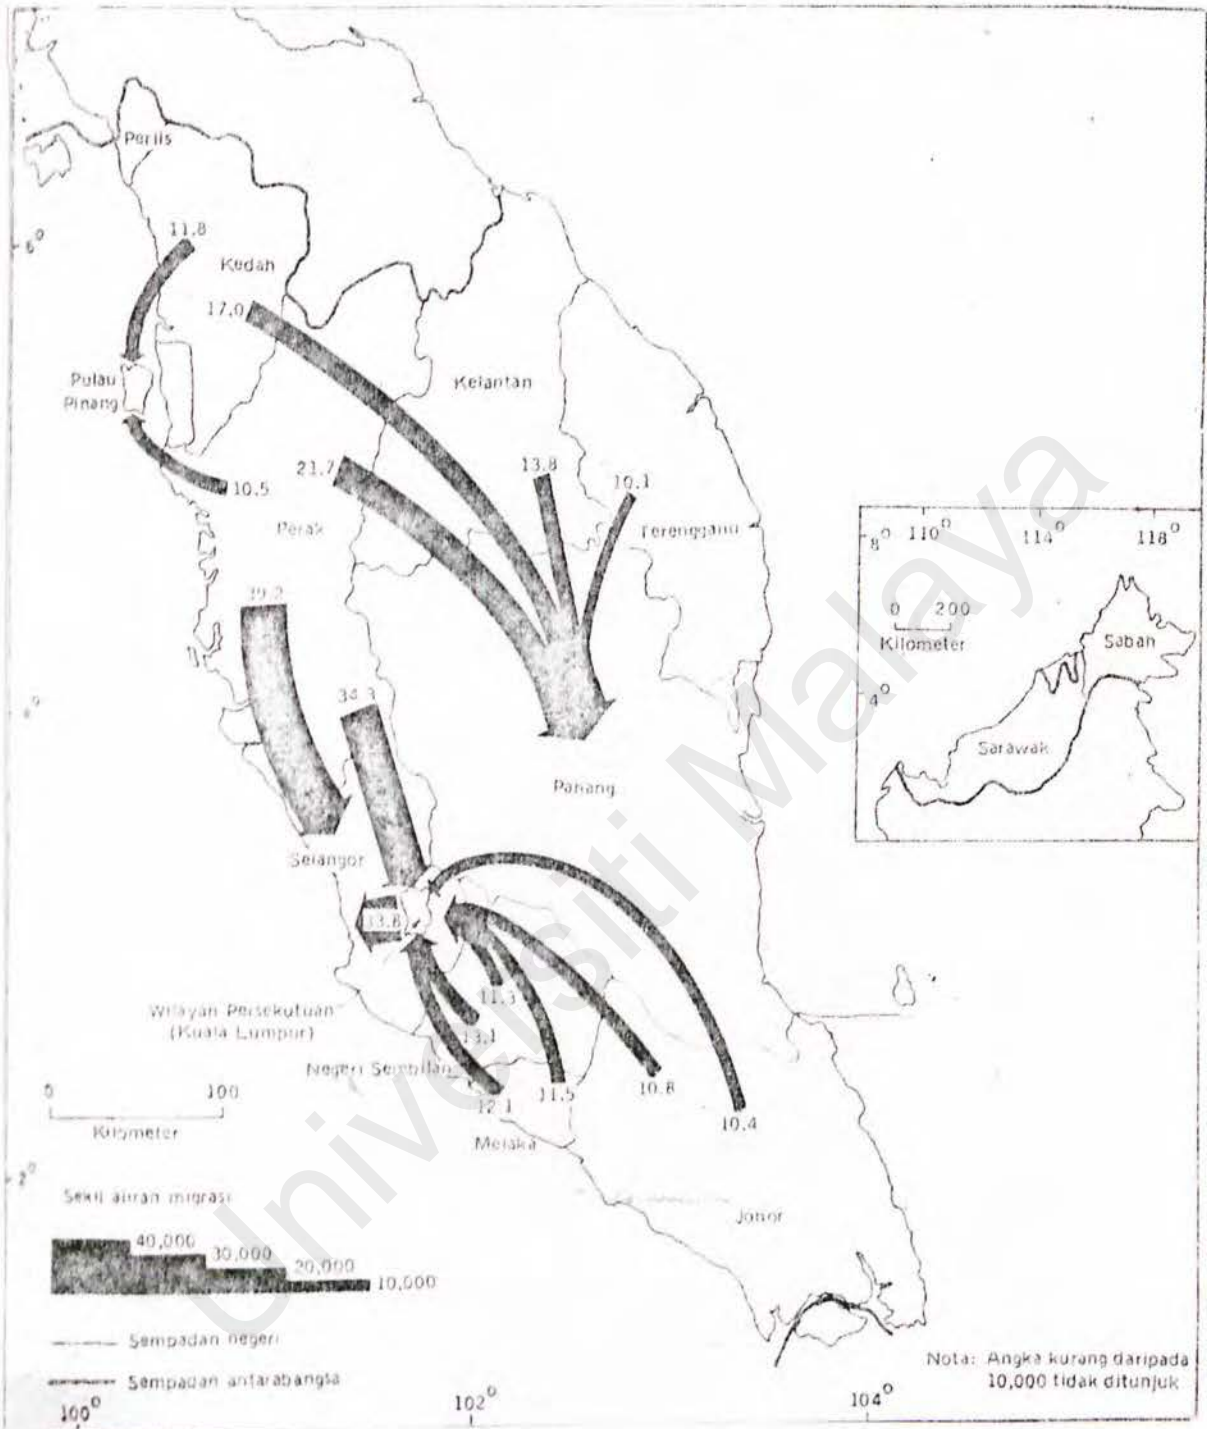 Perlis
11.8
6°
Kedah
17.0
Pulau
Pinang
Kelantan
21.7
13.8
10.1
10.5
Perak
Terengganu
8° 110° 114° 118°
0 200
Kilometer
Sabah
4°
Sarawak
39.2
34.3
4°
Pahang
Selangor
Wilayah Persekutuan
(Kuala Lumpur)
11.3
13.1
Negeri Sembilan
12.1
11.5
10.8
10.4
0 100
Kilometer
Melaka
2°
Johor
Skil aliran migrasi
40,000
30,000
20,000
10,000
Sempadan negeri
Sempadan antarabangsa
Nota: Angka kurang daripada
10,000 tidak ditunjuk
100° 102° 104°
Universiti Malaya